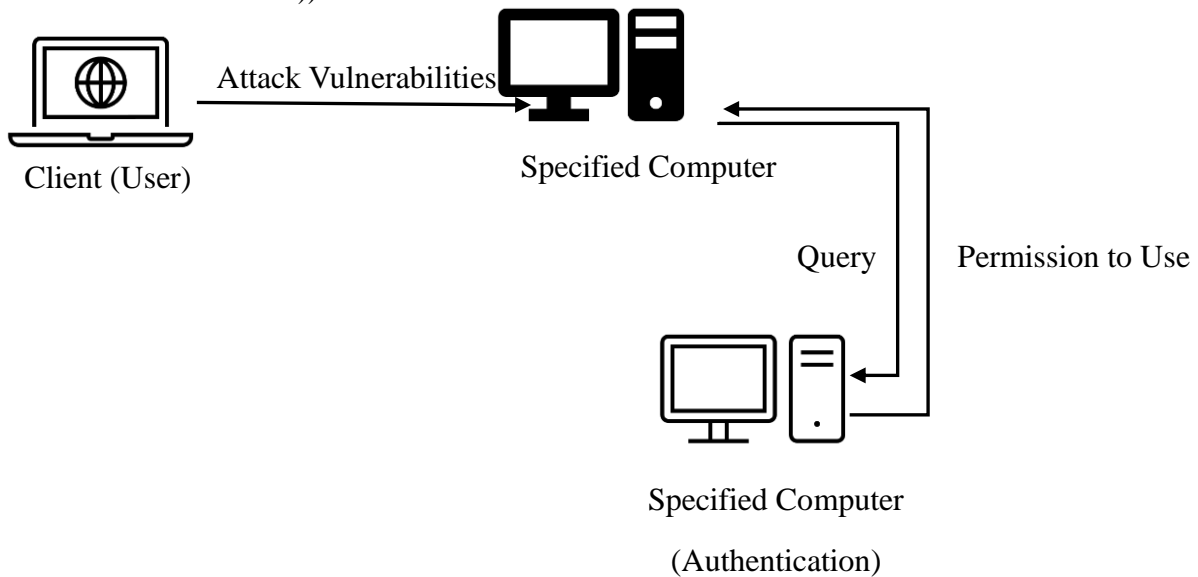 ))
Attack Vulnerabilities
Client (User)
Specified Computer
Query
Permission to Use
Specified Computer
(Authentication)